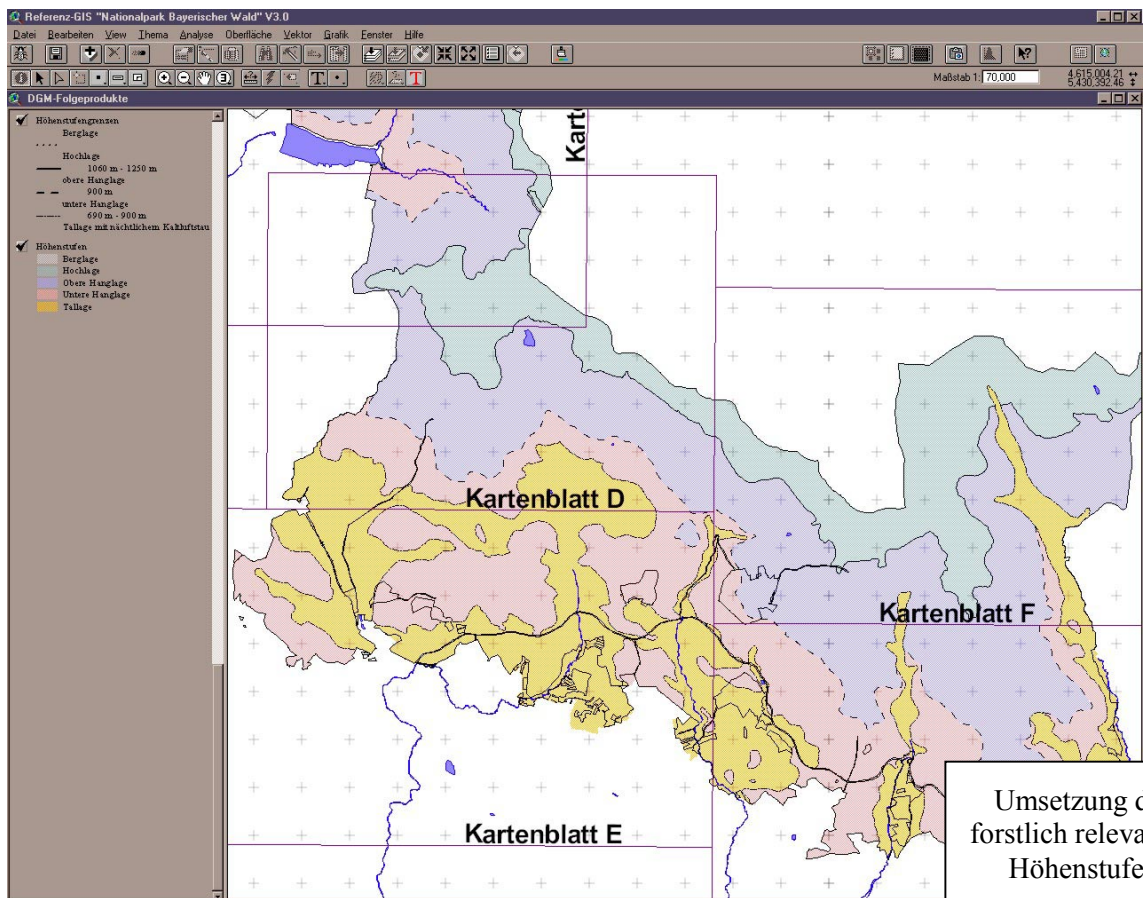 Referenz-GIS "Nationalpark Bayerischer Wald" V3.0
Datei Bearbeiten View Thema Analyse Oberfläche Vektor Grafik Fenster Hilfe
Maßstab 1: 70,000
4,615,004.21
5,430,392.46
DGM-Folgeprodukte
Höhenstufengrenzen
Berglage
Hochlage
1060 m - 1250 m
obere Hanglage
900 m
untere Hanglage
690 m - 900 m
Tallage mit nächtlichem Kaltluftstau
Höhenstufen
Berglage
Hochlage
Obere Hanglage
Untere Hanglage
Tallage
Kartenblatt D
Kartenblatt F
Kartenblatt E
Umsetzung
forstlich